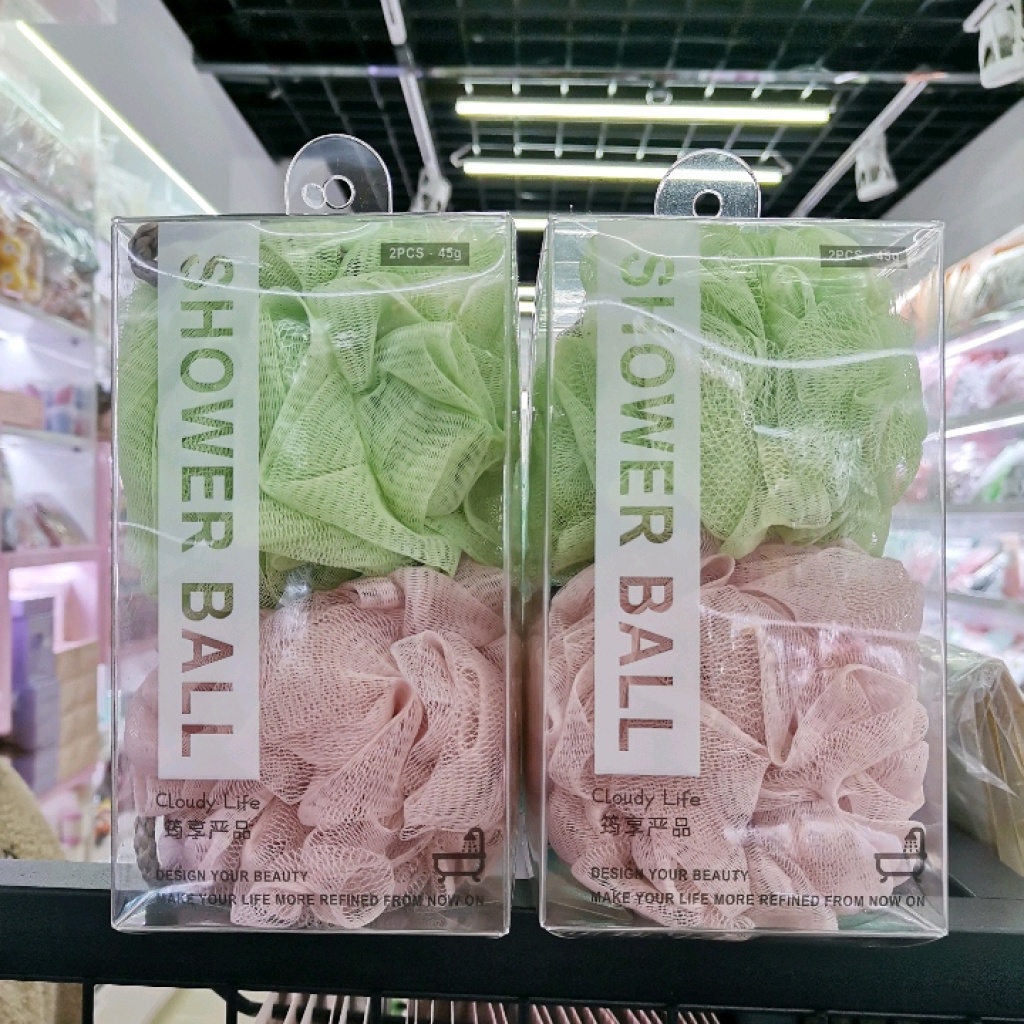 2PCS - 45g
SHOWER BALL
Cloudy Life
筠享严品
DESIGN YOUR BEAUTY
MAKE YOUR LIFE MORE REFINED FROM NOW ON
2PCS - 45g
SHOWER BALL
Cloudy Life
筠享严品
DESIGN YOUR BEAUTY
MAKE YOUR LIFE MORE REFINED FROM NOW ON